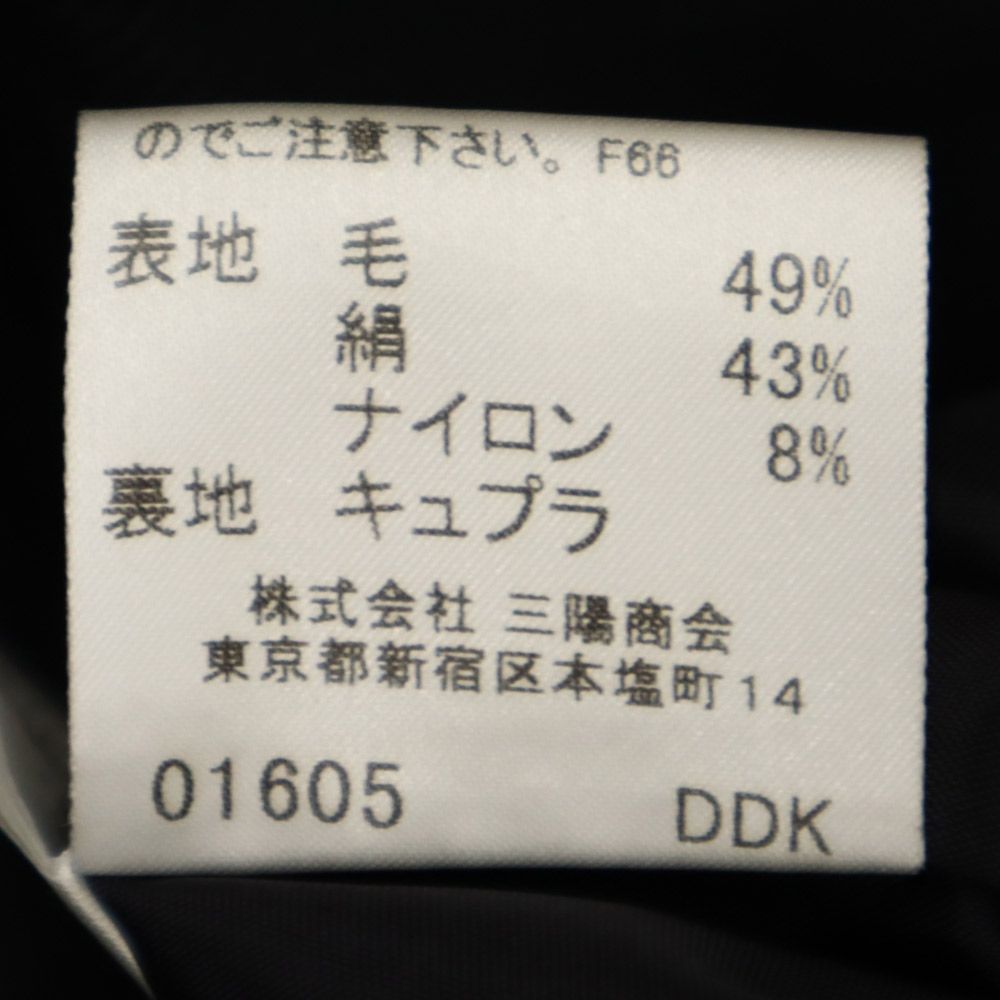 のでご注意下さい。F66
表地 毛 49%
絹 43%
ナイロン 8%
裏地 キュプラ
株式会社 三陽商会
東京都新宿区本塩町14
01605 DDK